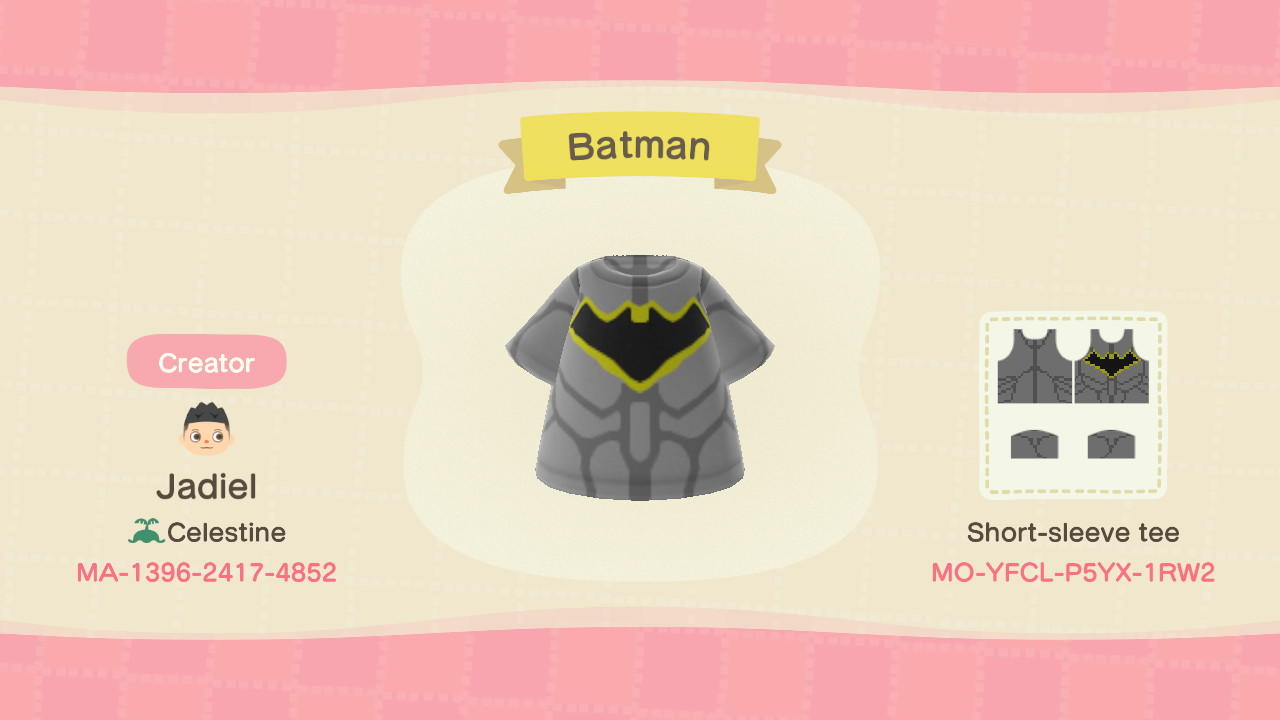 Batman
Creator
Jadiel
Celestine
MA-1396-2417-4852
Short-sleeve tee
MO-YFCL-P5YX-1RW2